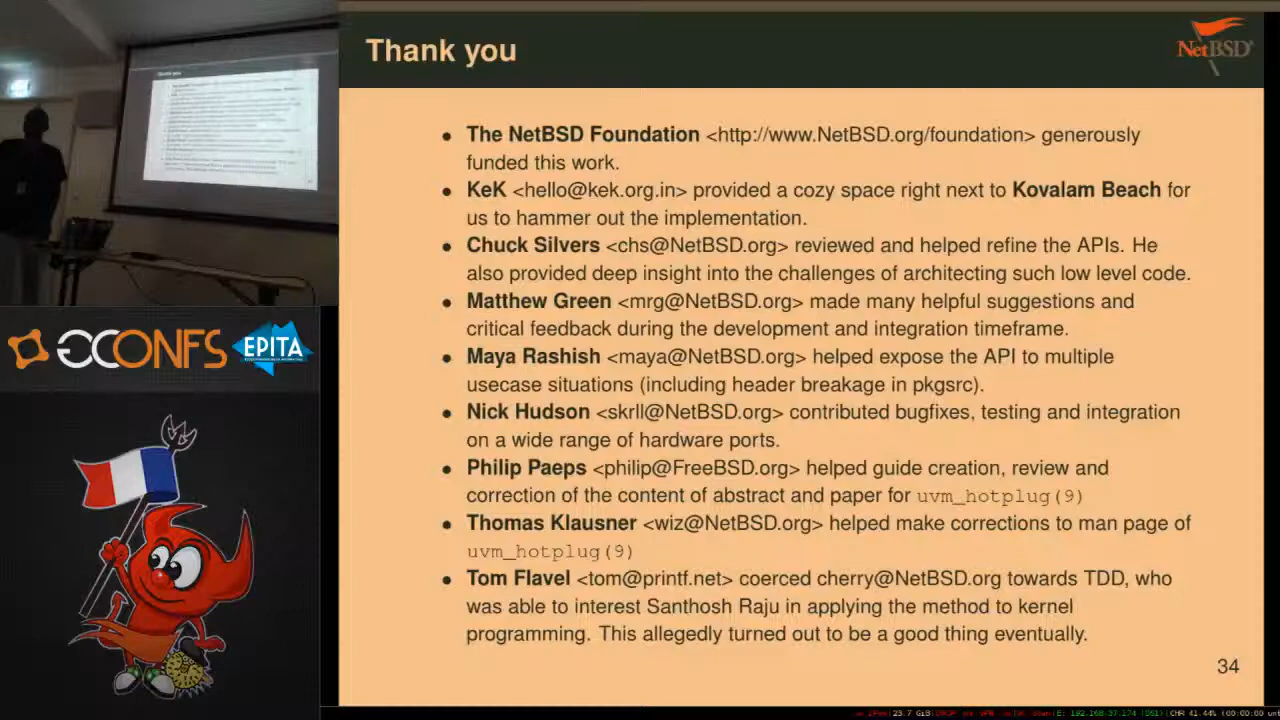 Thank you
NetBSD
• The NetBSD Foundation <http://www.NetBSD.org/foundation> generously
funded this work.
• KeK <hello@kek.org.in> provided a cozy space right next to Kovalam Beach for
us to hammer out the implementation.
• Chuck Silvers <chs@NetBSD.org> reviewed and helped refine the APIs. He
also provided deep insight into the challenges of architecting such low level code.
• Matthew Green <mrg@NetBSD.org> made many helpful suggestions and
critical feedback during the development and integration timeframe.
• Maya Rashish <maya@NetBSD.org> helped expose the API to multiple
usecase situations (including header breakage in pkgsrc).
• Nick Hudson <skrll@NetBSD.org> contributed bugfixes, testing and integration
on a wide range of hardware ports.
• Philip Paeps <philip@FreeBSD.org> helped guide creation, review and
correction of the content of abstract and paper for uvm_hotplug(9)
• Thomas Klausner <wiz@NetBSD.org> helped make corrections to man page of
uvm_hotplug(9)
• Tom Flavel <tom@printf.net> coerced cherry@NetBSD.org towards TDD, who
was able to interest Santhosh Raju in applying the method to kernel
programming. This allegedly turned out to be a good thing eventually.
34
GCONFS
EPITA